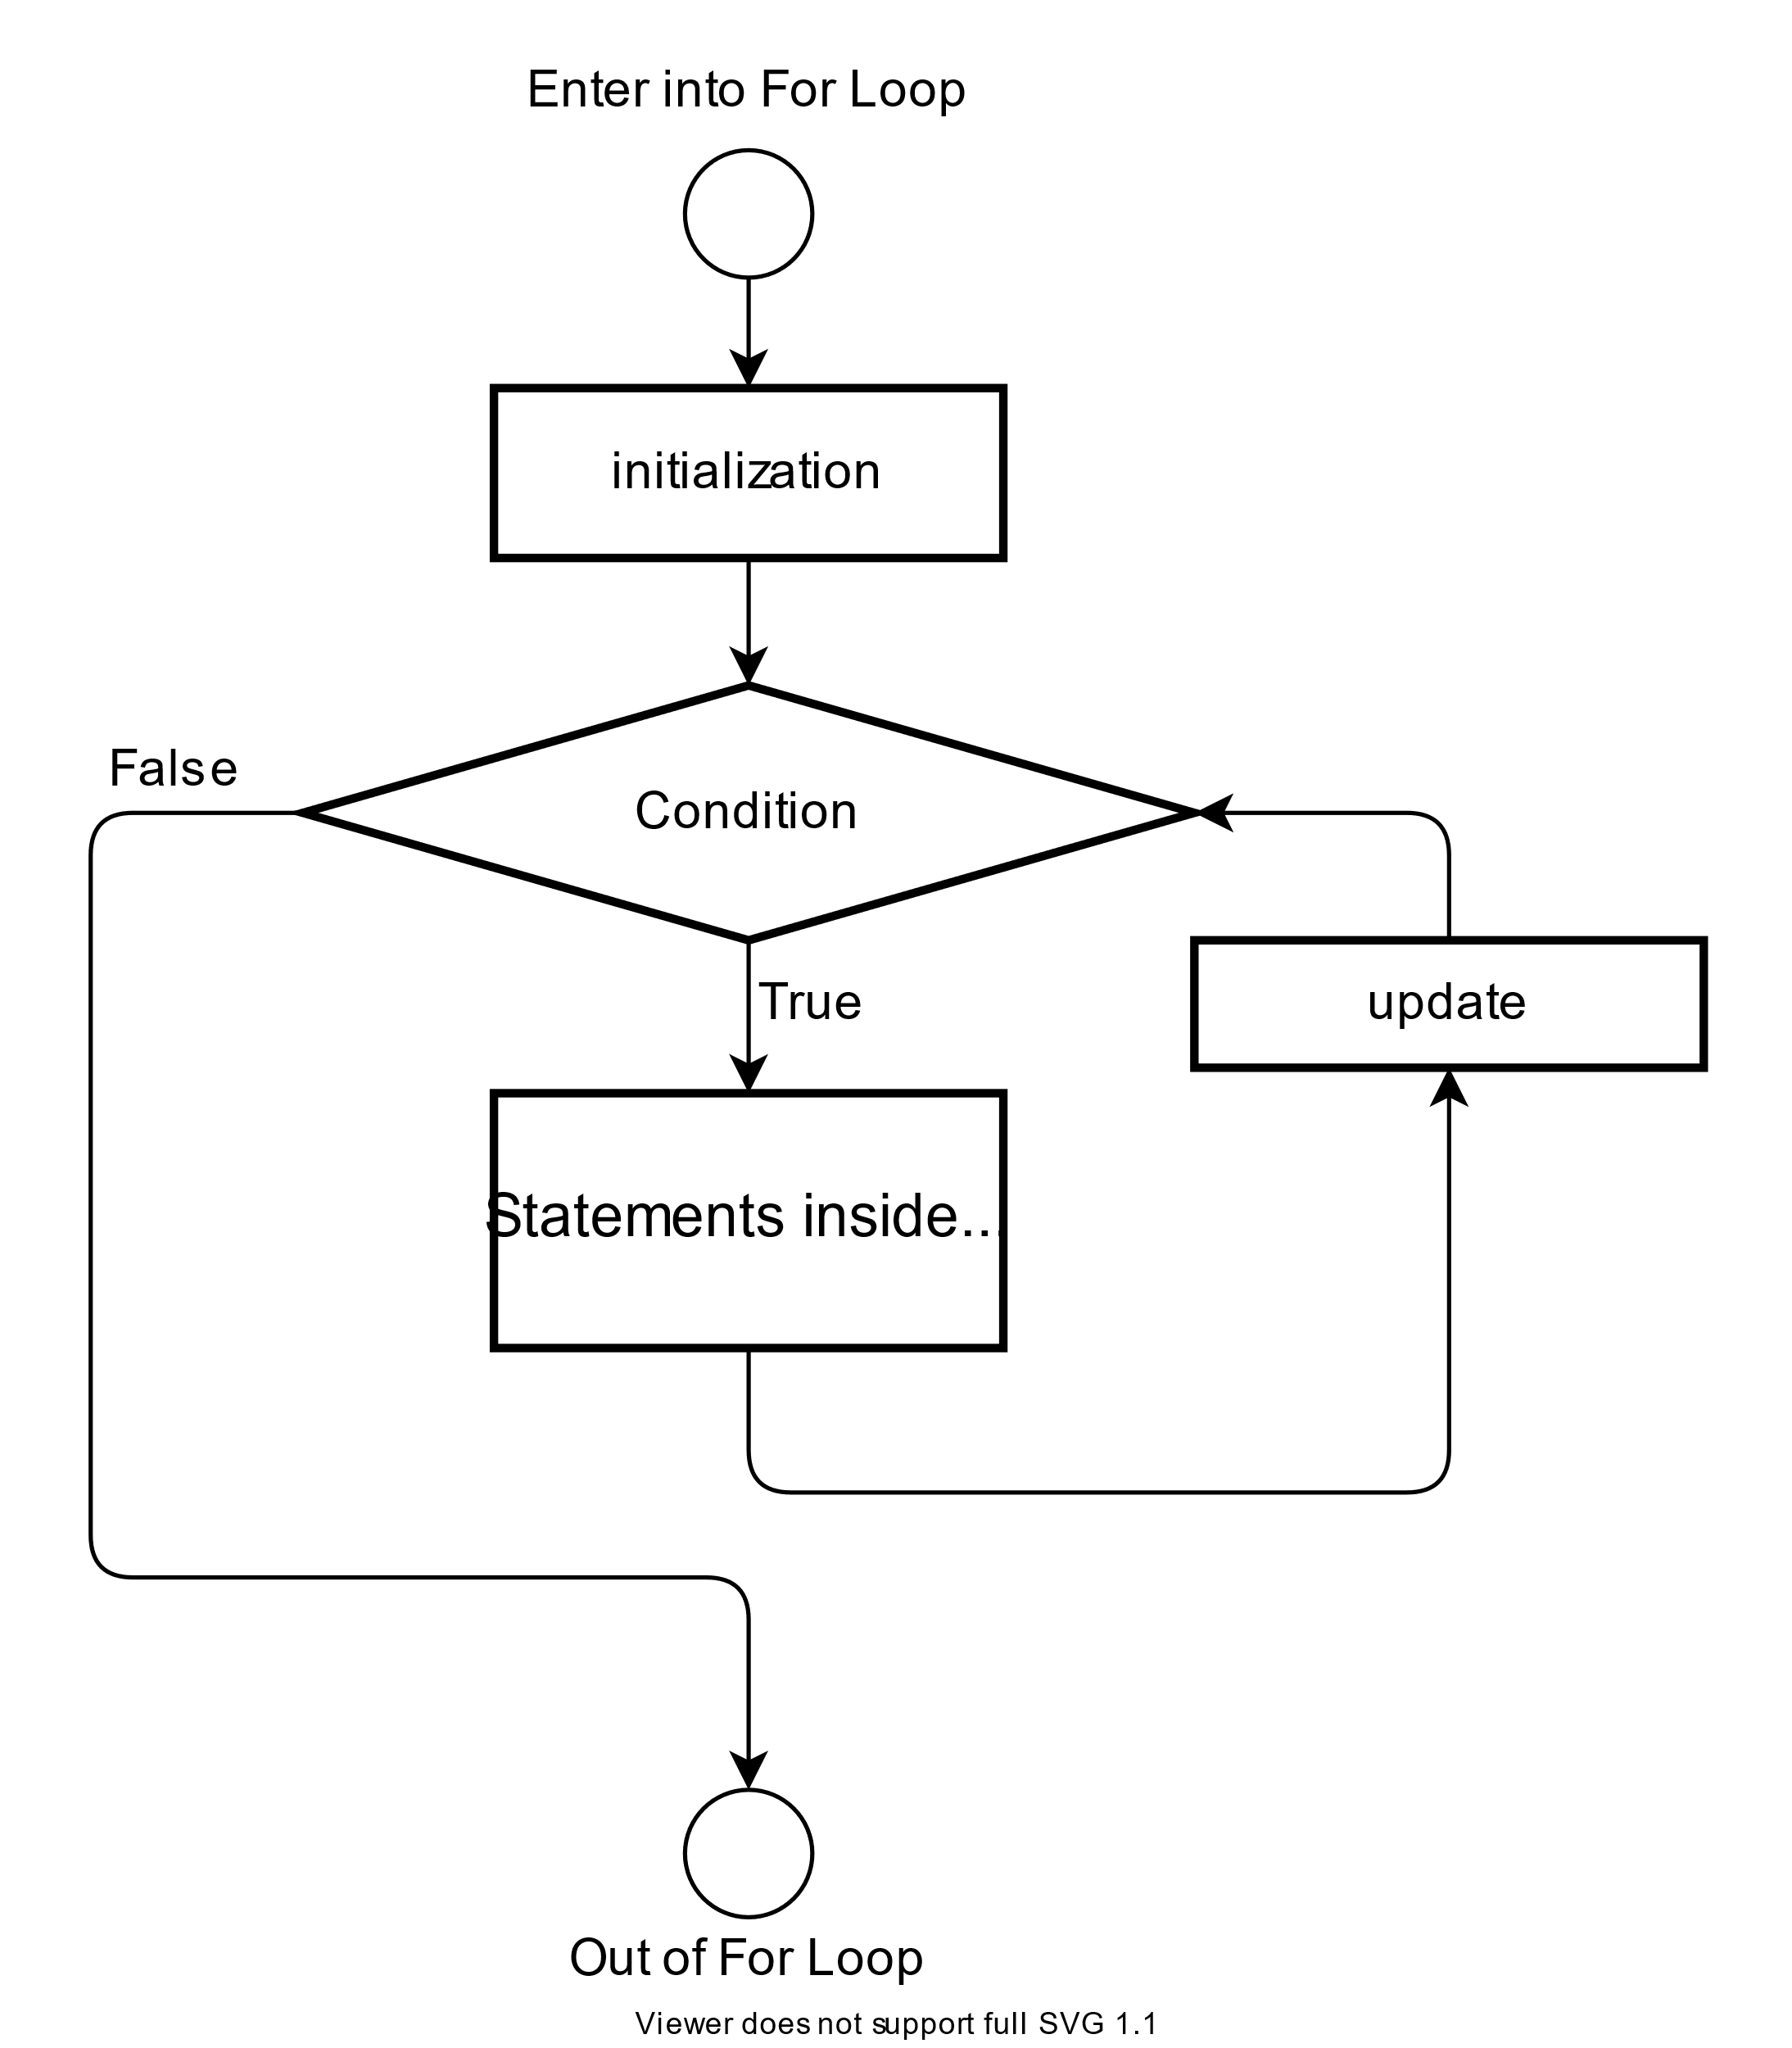 Enter into For Loop
initialization
False
Condition
True
update
Statements inside...
Out of For Loop
Viewer does not support full SVG 1.1